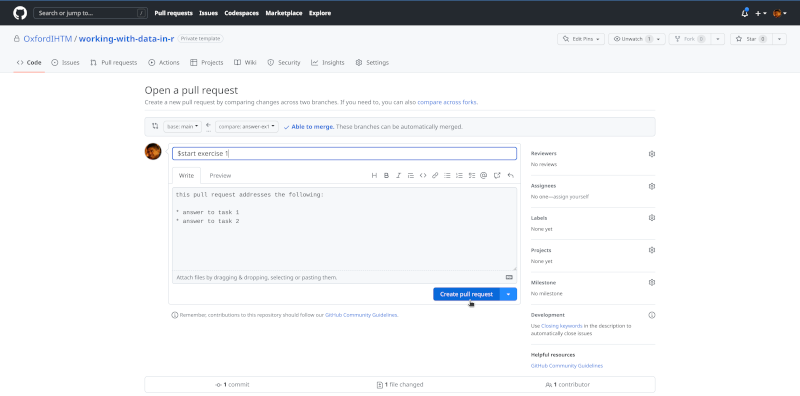 Search or jump to... /
Pull requests Issues Codespaces Marketplace Explore
OxfordIHTM / working-with-data-in-r Private template
Edit Pins Unwatch 1 Fork 0 Star 0
Code Issues Pull requests Actions Projects Wiki Security Insights Settings
Open a pull request
Create a new pull request by comparing changes across two branches. If you need to, you can also compare across forks.
base: main compare: answer-ex1 Able to merge. These branches can be automatically merged.
$start exercise 1
Write Preview
this pull request addresses the following:
* answer to task 1
* answer to task 2
Attach files by dragging & dropping, selecting or pasting them.
Create pull request
Remember, contributions to this repository should follow our GitHub Community Guidelines.
Reviewers
No reviews
Assignees
No one—assign yourself
Labels
None yet
Projects
None yet
Milestone
No milestone
Development
Use Closing keywords in the description to
automatically close issues
Helpful resources
GitHub Community Guidelines
1 commit 1 file changed 1 contributor